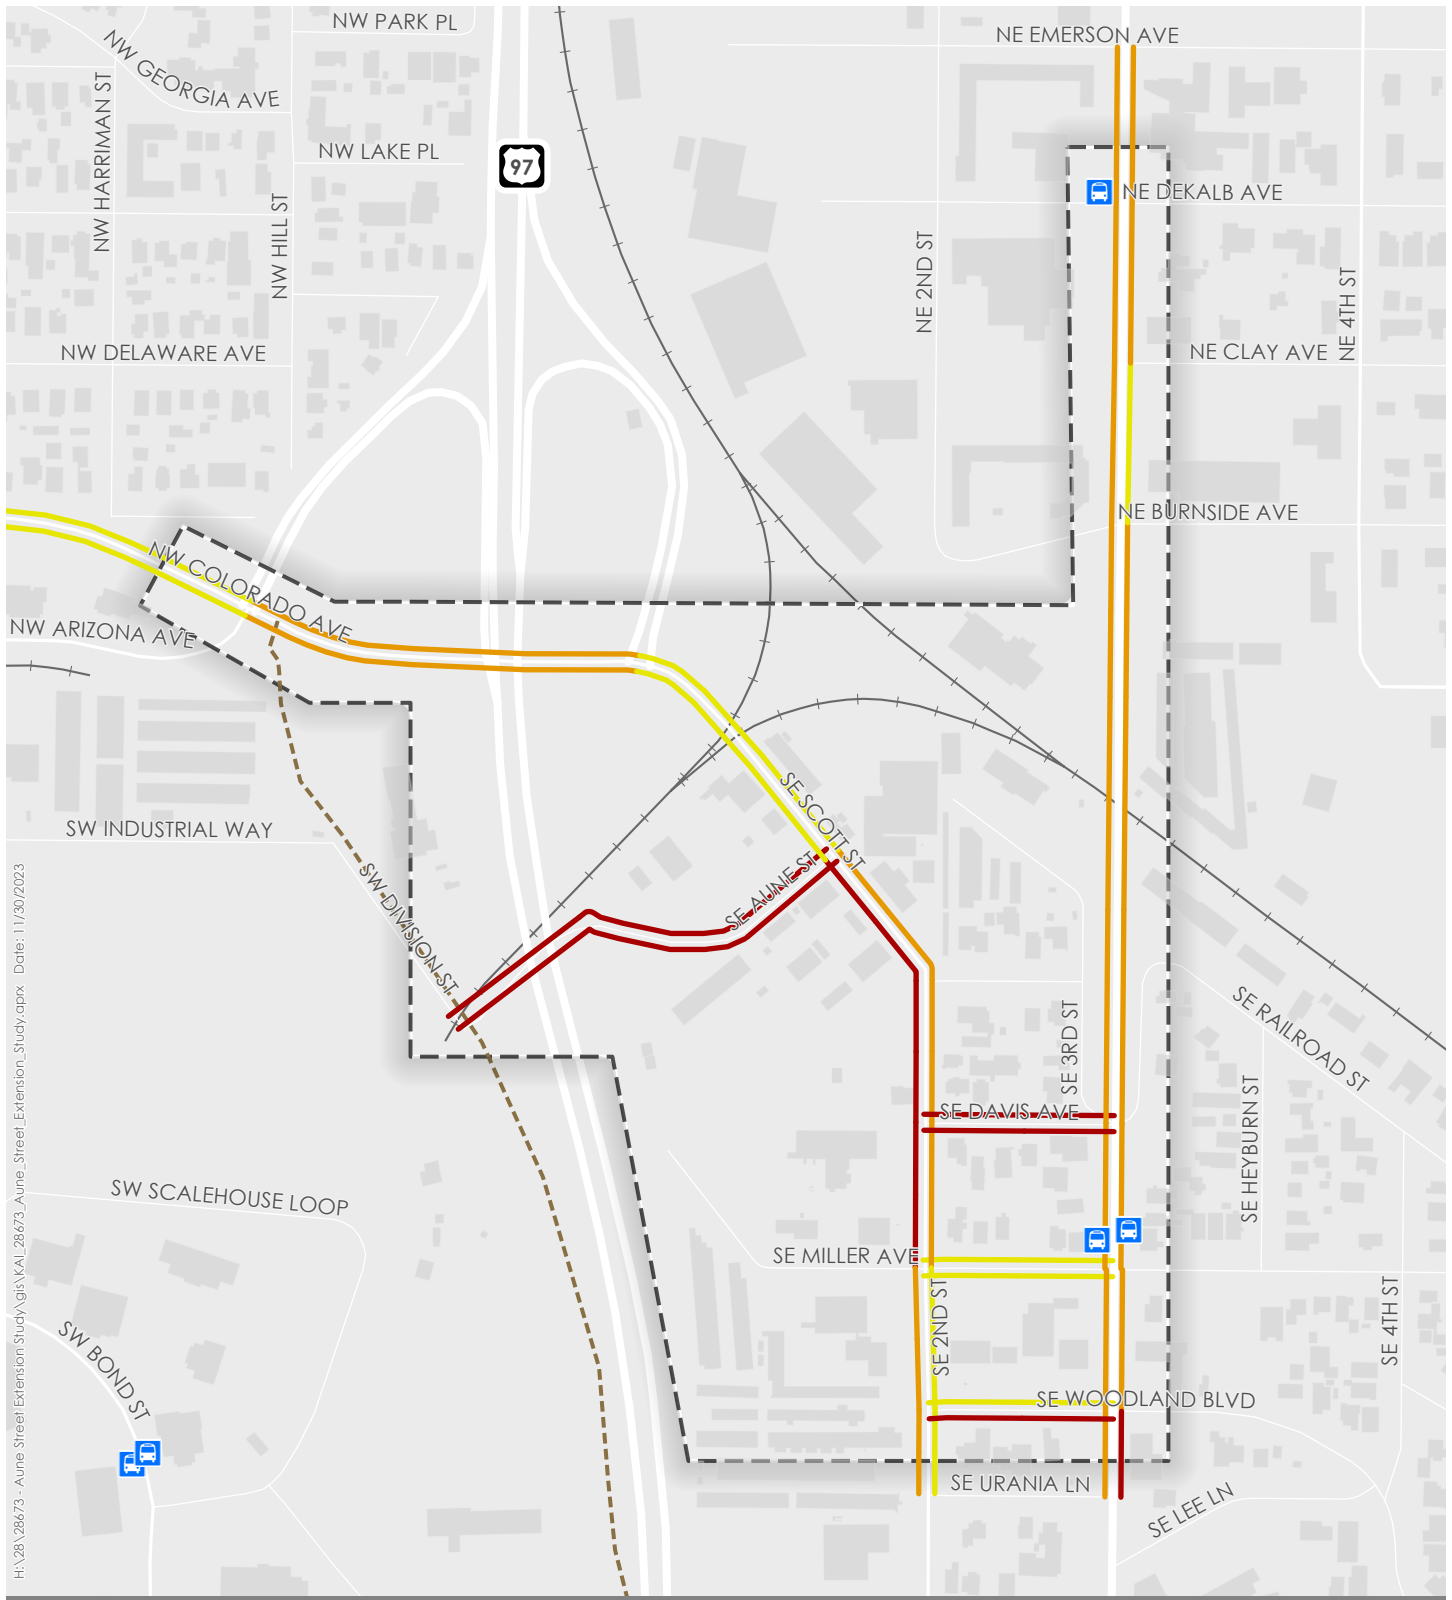 NW PARK PL
NE EMERSON AVE
NW GEORGIA AVE
NW HARRIMAN ST
NW LAKE PL
97
NE DEKALB AVE
NW HILL ST
NE 2ND ST
NE 4TH ST
NW DELAWARE AVE
NE CLAY AVE
NE BURNSIDE AVE
NW COLORADO AVE
NW ARIZONA AVE
SE SCOTT ST
SW INDUSTRIAL WAY
SE AUNE ST
SW DIVISION ST
SE RAILROAD ST
SE 3RD ST
SE DAVIS AVE
SE HEYBURN ST
SW SCALEHOUSE LOOP
SE MILLER AVE
SE 2ND ST
SE 4TH ST
SW BOND ST
SE WOODLAND BLVD
SE URANIA LN
SE LEE LN
H:\28\28673 - Aune Street Extension Study\gis\KAI_28673_Aune_Street_Extension_Study.aprx Date: 11/30/2023